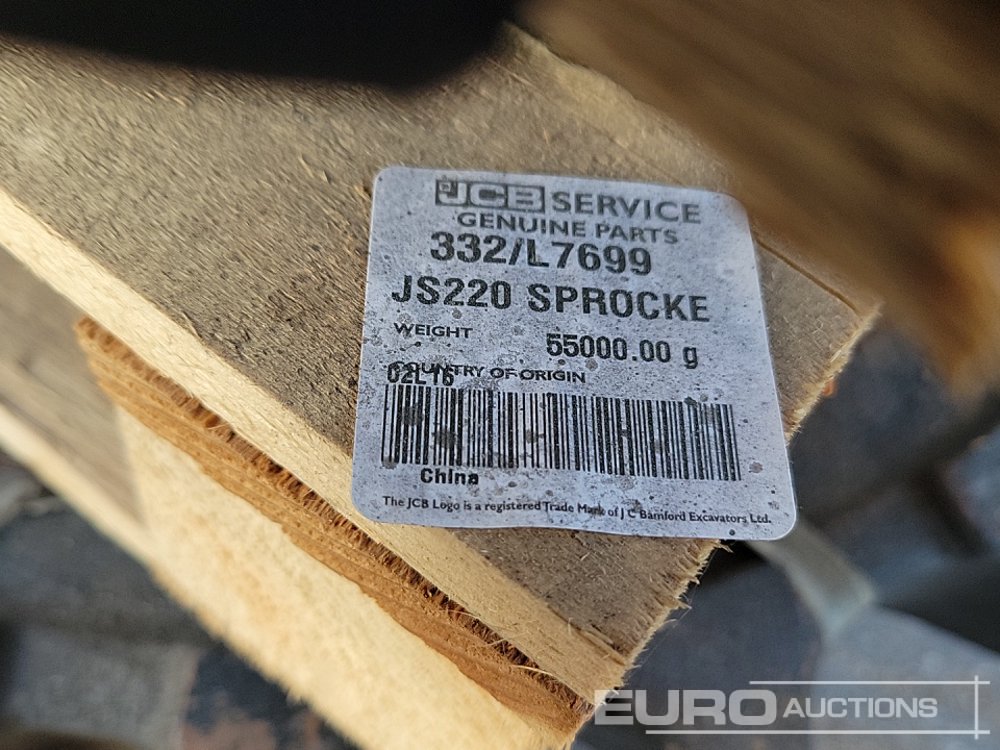 JCB SERVICE
GENUINE PARTS
332/L7699
JS220 SPROCKE
WEIGHT 55000.00 g
COUNTRY OF ORIGIN
02L16
China
The JCB Logo is a registered Trade Mark of J C Bamford Excavators Ltd.
EURO AUCTIONS